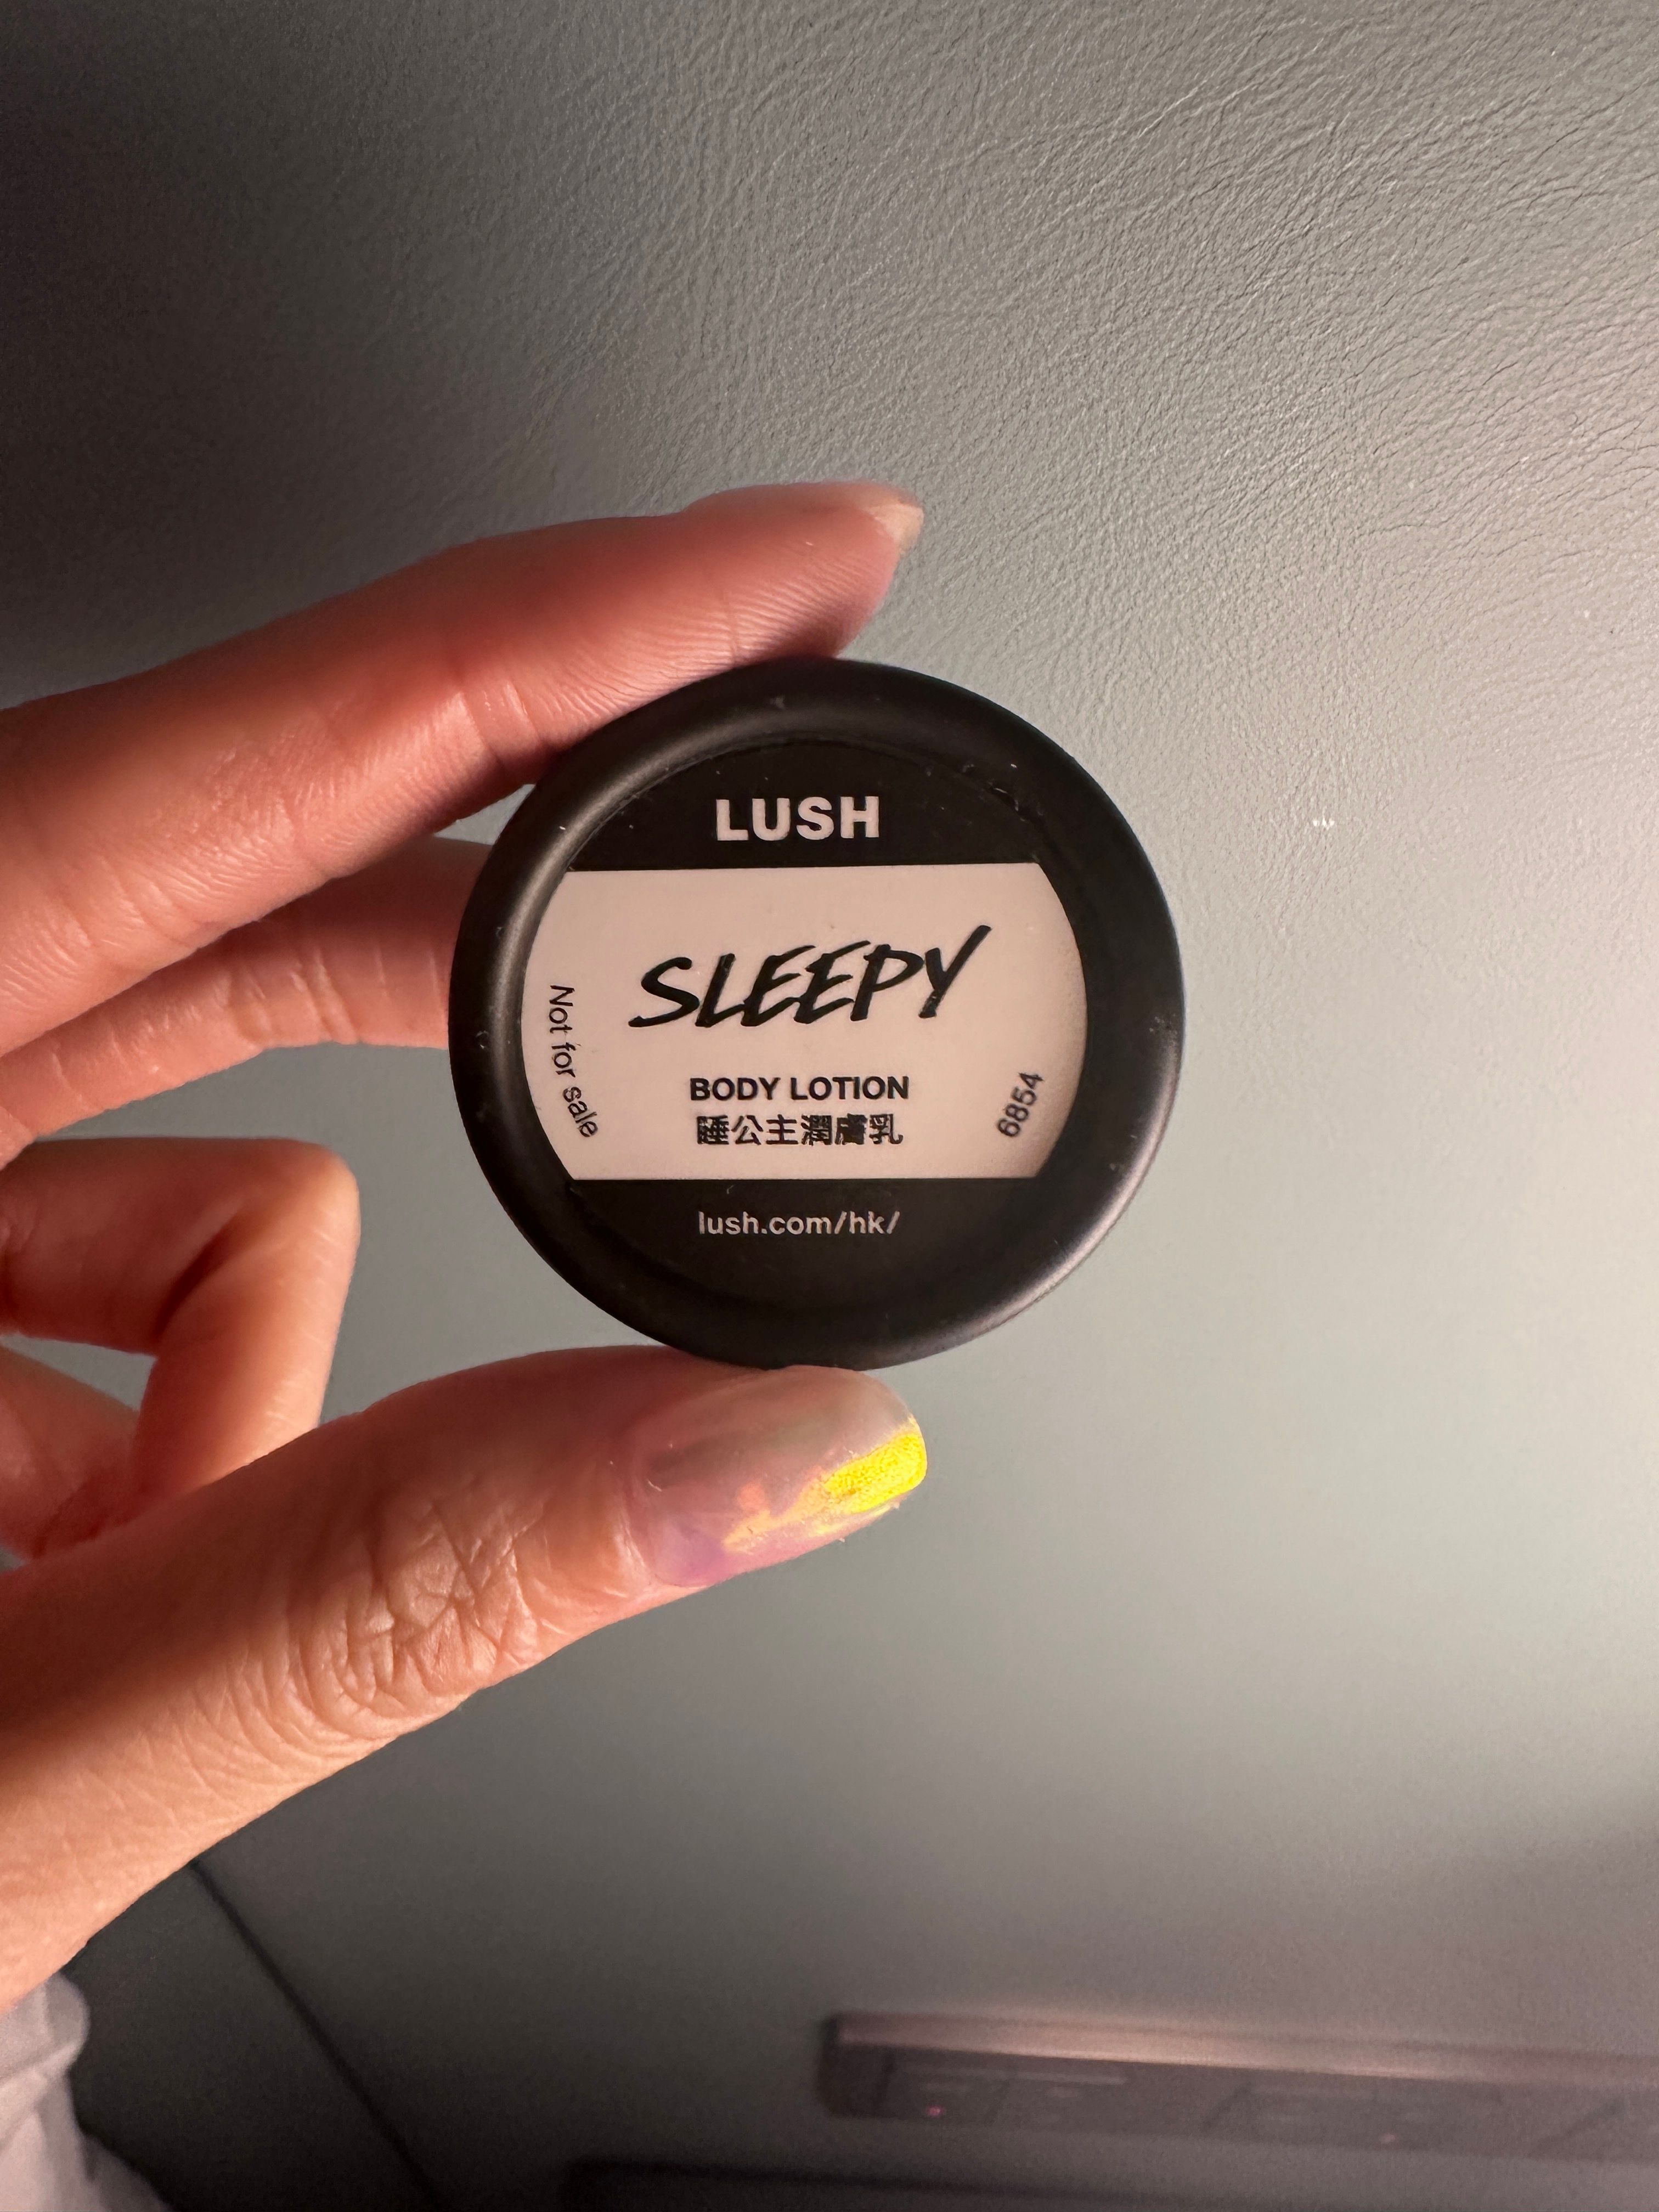 LUSH
SLEEPY
Not for sale
BODY LOTION
睡公主潤膚乳
6854
lush.com/hk/